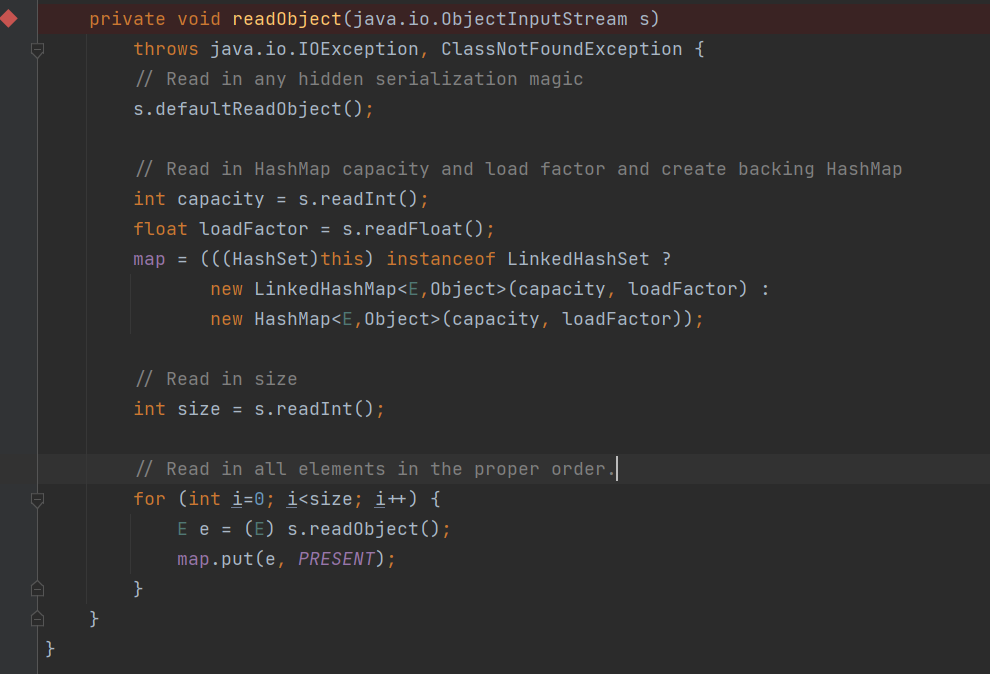 private void readObject(java.io.ObjectInputStream s)
throws java.io.IOException, ClassNotFoundException {
// Read in any hidden serialization magic
s.defaultReadObject();
// Read in HashMap capacity and load factor and create backing HashMap
int capacity = s.readInt();
float loadFactor = s.readFloat();
map = (((HashSet)this) instanceof LinkedHashSet ?
new LinkedHashMap<E,Object>(capacity, loadFactor) :
new HashMap<E,Object>(capacity, loadFactor));
// Read in size
int size = s.readInt();
// Read in all elements in the proper order.
for (int i=0; i<size; i++) {
E e = (E) s.readObject();
map.put(e, PRESENT);
}
}
}